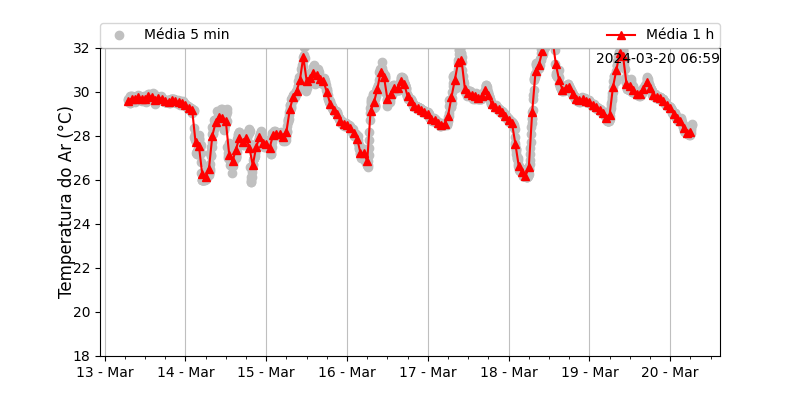 Média 5 min
Média 1 h
2024-03-20 06:59
Temperatura do Ar (°C)
32
30
28
26
24
22
20
18
13 - Mar
14 - Mar
15 - Mar
16 - Mar
17 - Mar
18 - Mar
19 - Mar
20 - Mar